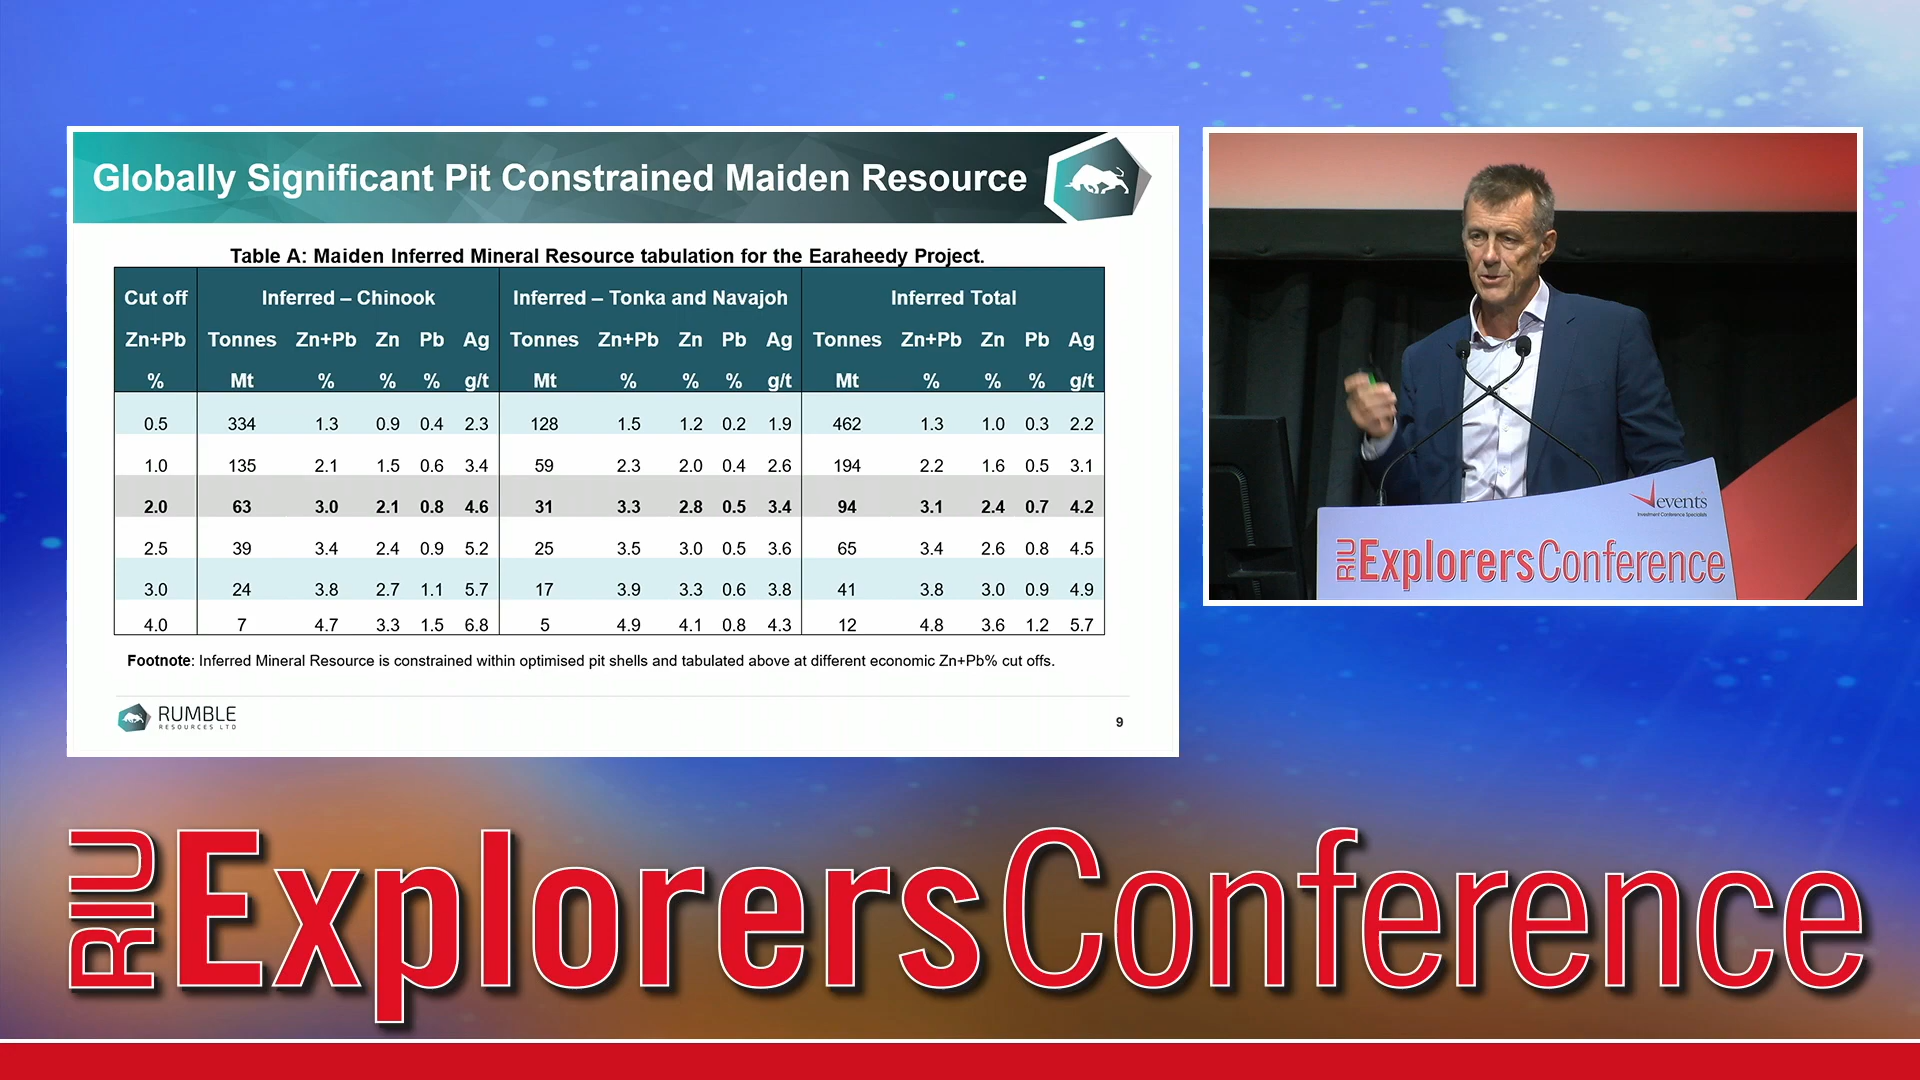 Globally Significant Pit Constrained Maiden Resource
Table A: Maiden Inferred Mineral Resource tabulation for the Earaheedy Project.
Cut off Inferred – Chinook Inferred – Tonka and Navajoh Inferred Total
Zn+Pb Tonnes Zn+Pb Zn Pb Ag Tonnes Zn+Pb Zn Pb Ag Tonnes Zn+Pb Zn Pb Ag
% Mt % % % g/t Mt % % % g/t Mt % % % g/t
0.5 334 1.3 0.9 0.4 2.3 128 1.5 1.2 0.2 1.9 462 1.3 1.0 0.3 2.2
1.0 135 2.1 1.5 0.6 3.4 59 2.3 2.0 0.4 2.6 194 2.2 1.6 0.5 3.1
2.0 63 3.0 2.1 0.8 4.6 31 3.3 2.8 0.5 3.4 94 3.1 2.4 0.7 4.2
2.5 39 3.4 2.4 0.9 5.2 25 3.5 3.0 0.5 3.6 65 3.4 2.6 0.8 4.5
3.0 24 3.8 2.7 1.1 5.7 17 3.9 3.3 0.6 3.8 41 3.8 3.0 0.9 4.9
4.0 7 4.7 3.3 1.5 6.8 5 4.9 4.1 0.8 4.3 12 4.8 3.6 1.2 5.7
Footnote: Inferred Mineral Resource is constrained within optimised pit shells and tabulated above at different economic Zn+Pb% cut offs.
RUMBLE
RESOURCES LTD
9
Vevents
Investment Conference Specialists
RIU ExplorersConference
RIU ExplorersConference